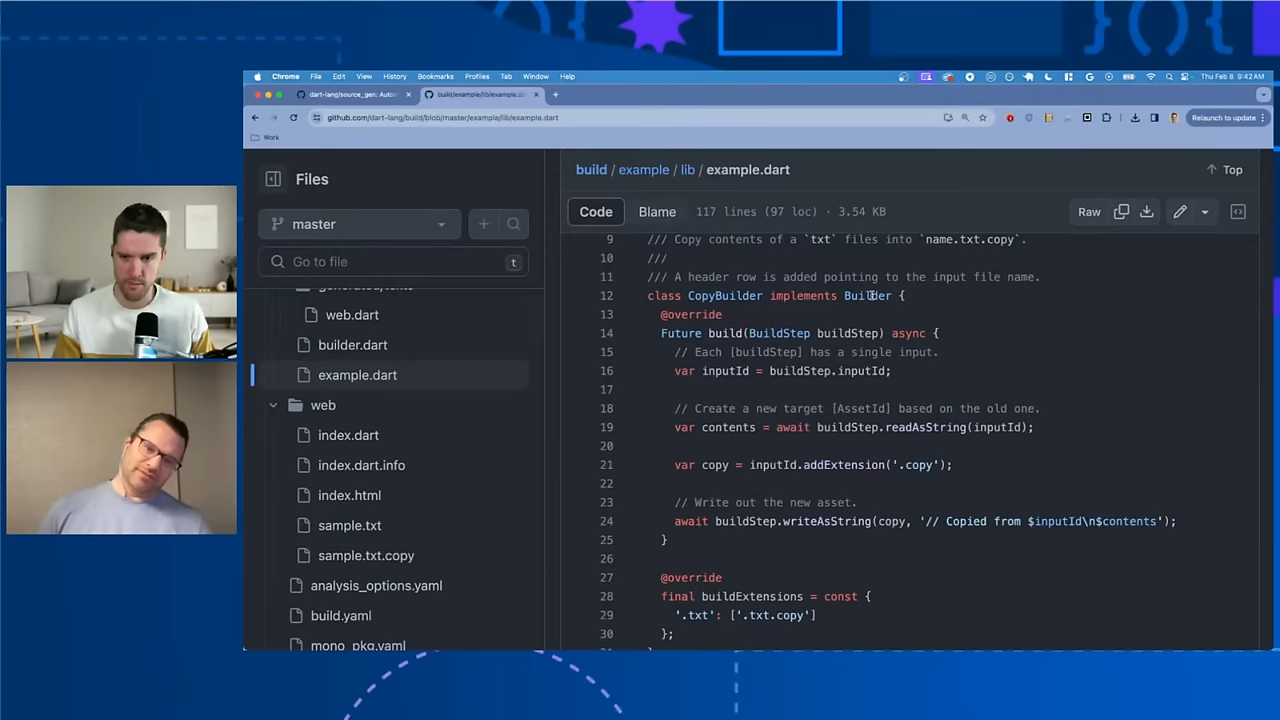 Chrome File Edit View History Bookmarks Profiles Tab Window Help Thu Feb 8 9:42 AM
dart-lang/source_gen: Autom build/example/lib/example.da
github.com/dart-lang/build/blob/master/example/lib/example.dart Relaunch to update
Work
Files
master
Go to file t
web.dart
builder.dart
example.dart
web
index.dart
index.dart.info
index.html
sample.txt
sample.txt.copy
analysis_options.yaml
build.yaml
mono_pkg.yaml
build / example / lib / example.dart Top
Code Blame 117 lines (97 loc) · 3.54 KB Raw
9 /// Copy contents of a `txt` files into `name.txt.copy`.
10 ///
11 /// A header row is added pointing to the input file name.
12 class CopyBuilder implements Builder {
13 @override
14 Future build(BuildStep buildStep) async {
15 // Each [buildStep] has a single input.
16 var inputId = buildStep.inputId;
17
18 // Create a new target [AssetId] based on the old one.
19 var contents = await buildStep.readAsString(inputId);
20
21 var copy = inputId.addExtension('.copy');
22
23 // Write out the new asset.
24 await buildStep.writeAsString(copy, '// Copied from $inputId\n$contents');
25 }
26
27 @override
28 final buildExtensions = const {
29 '.txt': ['.txt.copy']
30 };